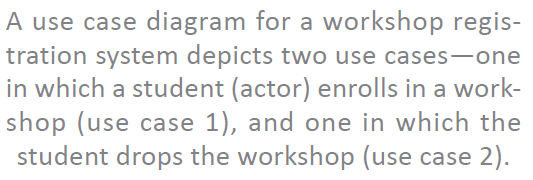 A use case diagram for a workshop regis-
tration system depicts two use cases—one
in which a student (actor) enrolls in a work-
shop (use case 1), and one in which the
student drops the workshop (use case 2).